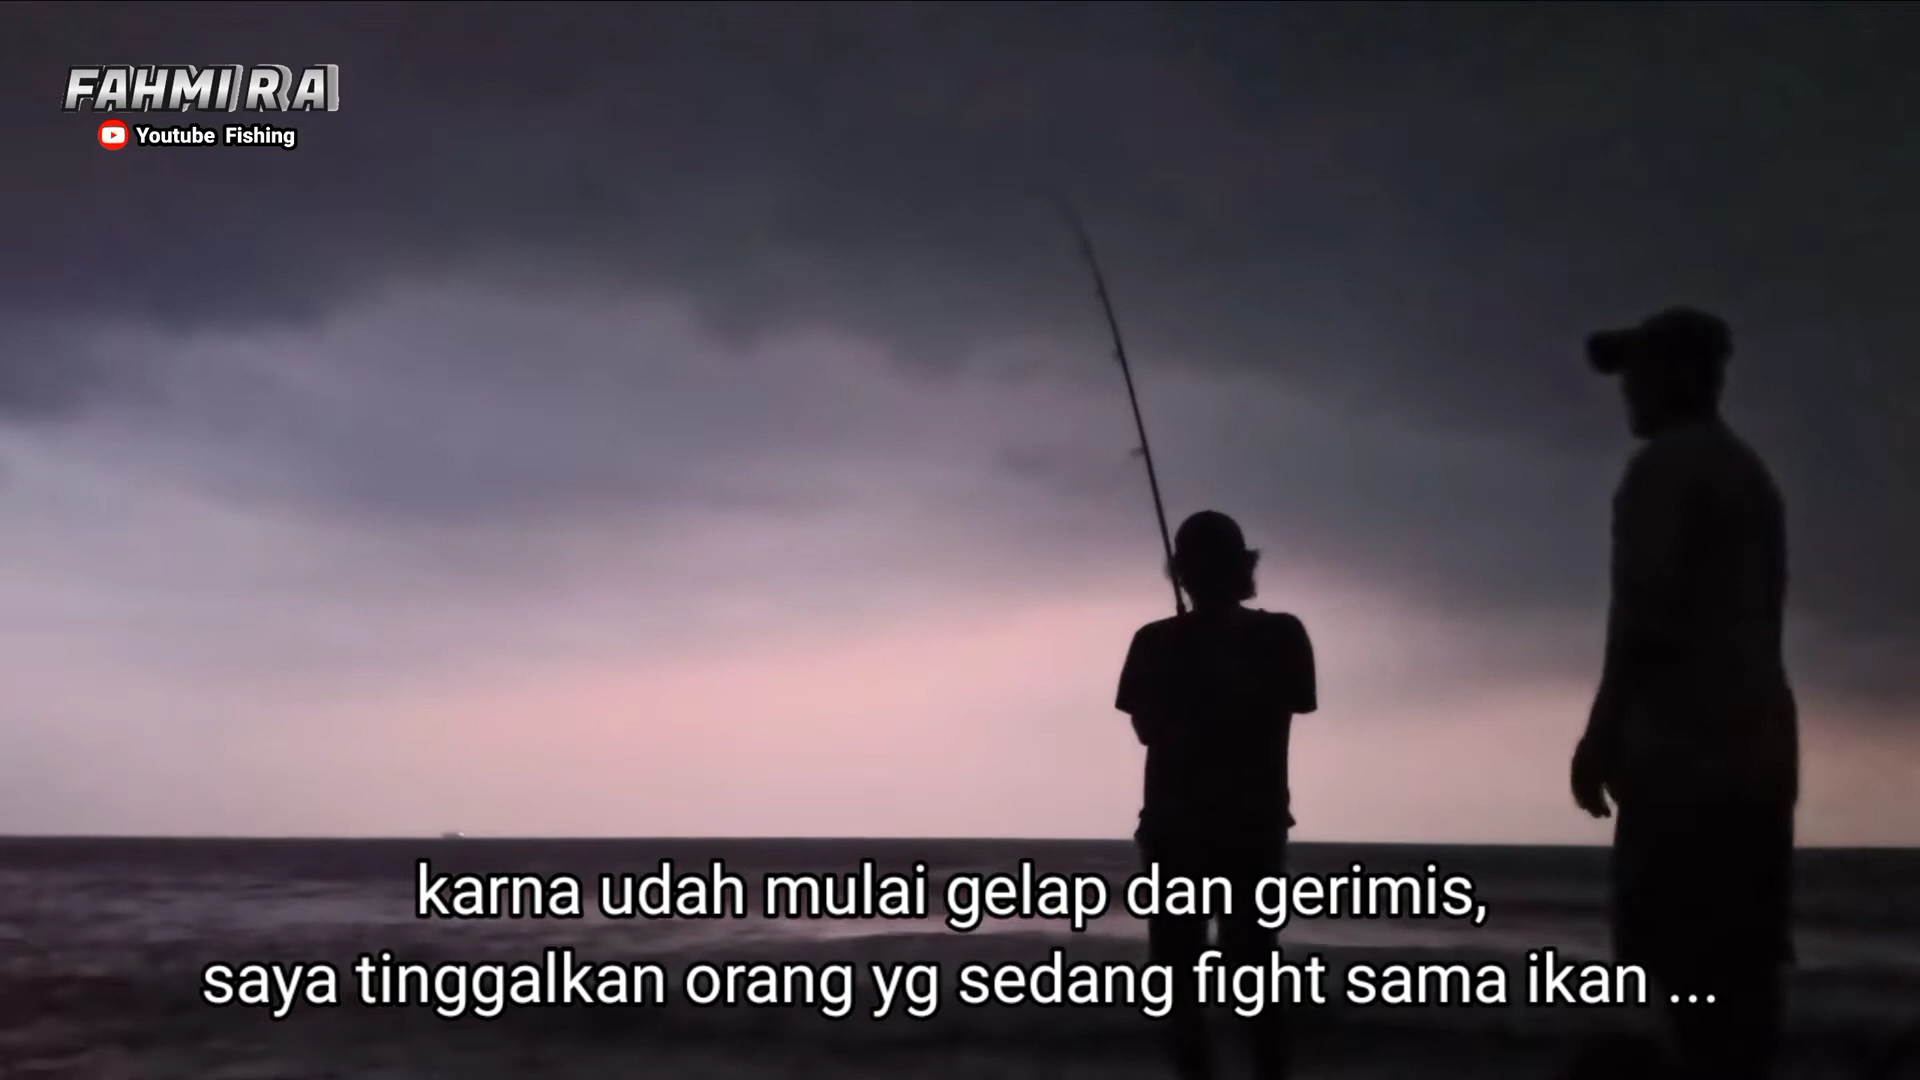 FAHMI RA
Youtube Fishing
karna udah mulai gelap dan gerimis,
saya tinggalkan orang yg sedang fight sama ikan ...